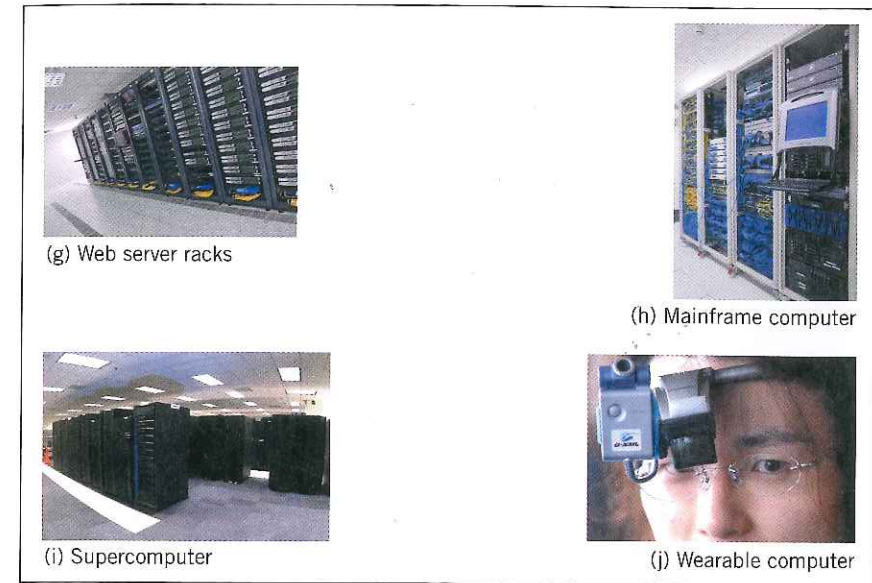 (g) Web server racks
(h) Mainframe computer
(i) Supercomputer
(j) Wearable computer